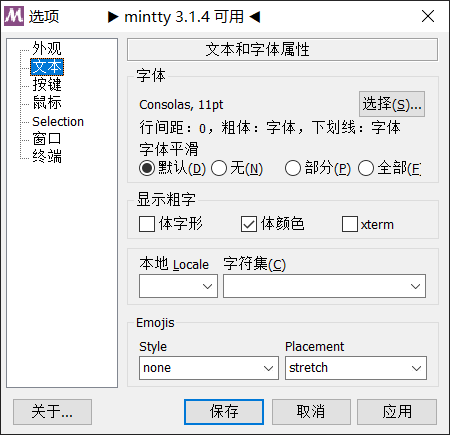 选项 ▶ mintty 3.1.4 可用 ◀
外观
文本
按键
鼠标
Selection
窗口
终端
文本和字体属性
字体
Consolas, 11pt 选择(S)...
行间距：0，粗体：字体，下划线：字体
字体平滑
默认(D) 无(N) 部分(P) 全部(F
显示粗字
体字形 体颜色 xterm
本地 Locale 字符集(C)
Emojis
Style Placement
none stretch
关于... 保存 取消 应用